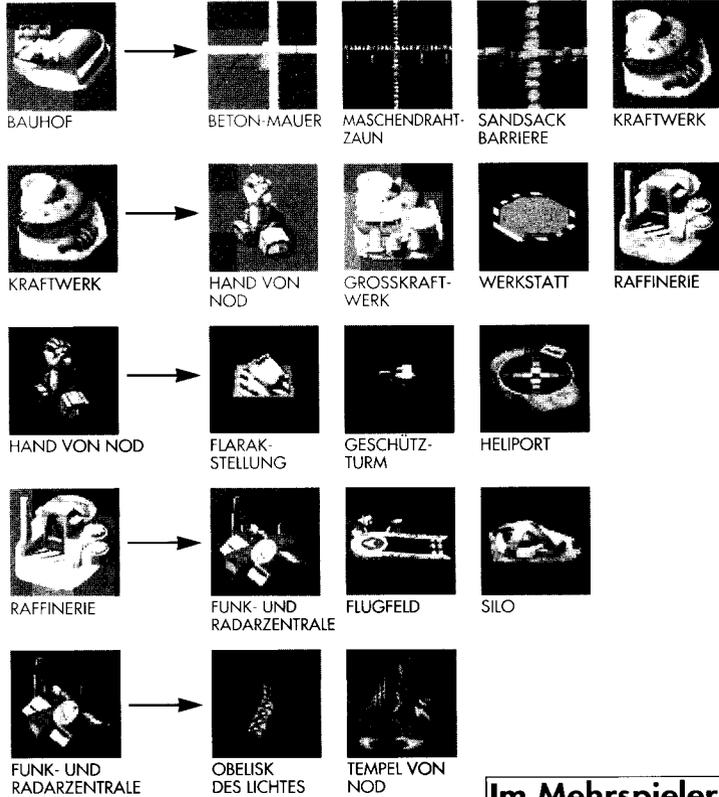 BAUHOF
BETON-MAUER
MASCHENDRAHT-
ZAUN
SANDSACK
BARRIERE
KRAFTWERK
KRAFTWERK
HAND VON
NOD
GROSSKRAFT-
WERK
WERKSTATT
RAFFINERIE
HAND VON NOD
FLARAK-
STELLUNG
GESCHÜTZ-
TURM
HELIPORT
RAFFINERIE
FUNK- UND
RADARZENTRALE
FLUGFELD
SILO
FUNK- UND
RADARZENTRALE
OBELISK
DES LICHTES
TEMPEL VON
NOD
Im Mehrspieler